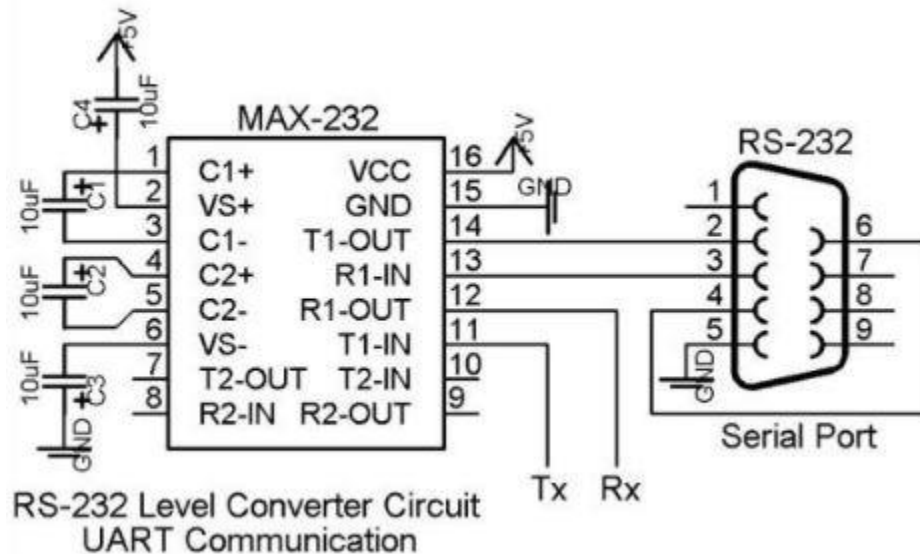 +5V
C4
10uF
+
MAX-232
+5V
RS-232
1 C1+ VCC 16
GND
2 VS+ GND 15
3 C1- T1-OUT 14
4 C2+ R1-IN 13
5 C2- R1-OUT 12
6 VS- T1-IN 11
7 T2-OUT T2-IN 10
8 R2-IN R2-OUT 9
10uF + C1
10uF + C2
10uF + C3
GND
1
2 6
3 7
4 8
5 9
GND
Serial Port
Tx Rx
RS-232 Level Converter Circuit
UART Communication